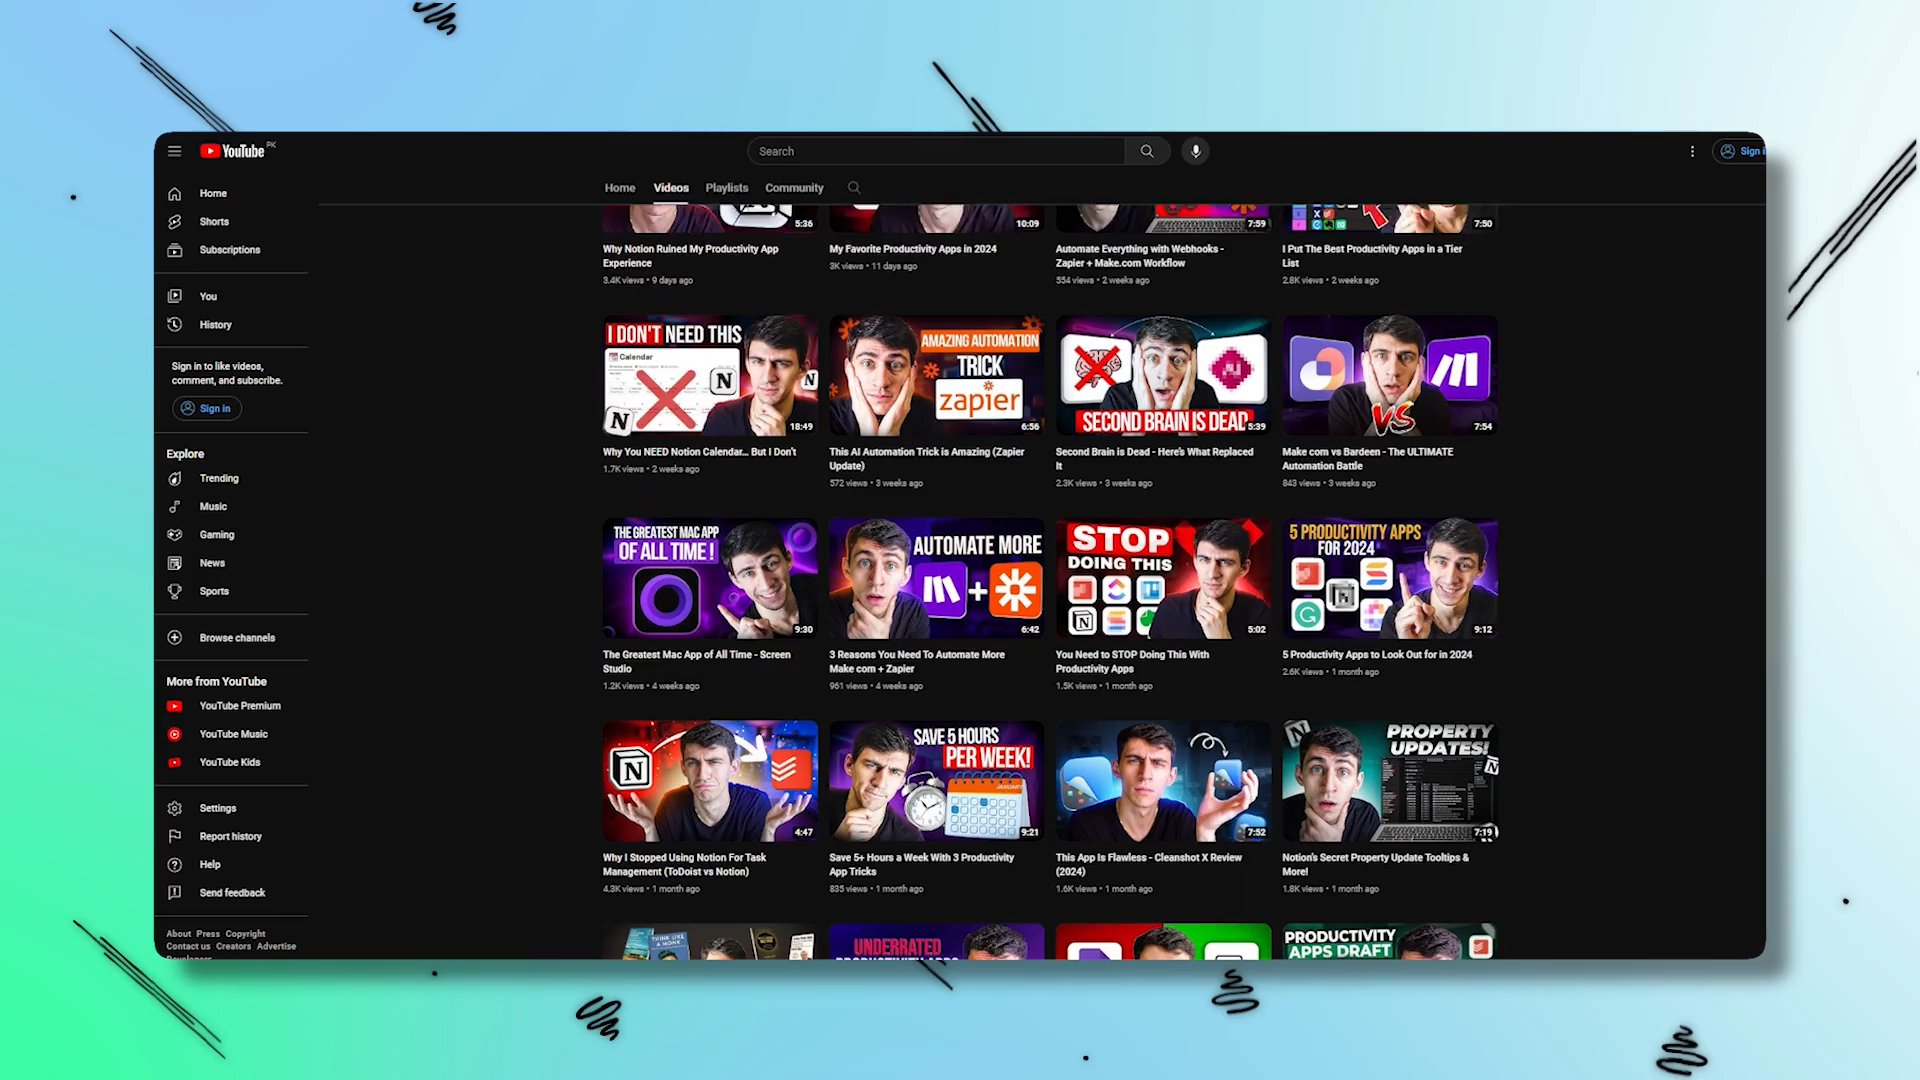 YouTube PK
Search
Sign i
Home
Shorts
Subscriptions
You
History
Sign in to like videos,
comment, and subscribe.
Sign in
Explore
Trending
Music
Gaming
News
Sports
Browse channels
More from YouTube
YouTube Premium
YouTube Music
YouTube Kids
Settings
Report history
Help
Send feedback
About Press Copyright
Contact us Creators Advertise
Developers
Home Videos Playlists Community
5:36
10:09
7:59
7:50
Why Notion Ruined My Productivity App
Experience
3.4K views • 9 days ago
My Favorite Productivity Apps in 2024
3K views • 11 days ago
Automate Everything with Webhooks -
Zapier + Make.com Workflow
554 views • 2 weeks ago
I Put The Best Productivity Apps in a Tier
List
2.8K views • 2 weeks ago
I DON'T NEED THIS
Calendar
18:49
Why You NEED Notion Calendar... But I Don't
1.7K views • 2 weeks ago
AMAZING AUTOMATION
TRICK
zapier
6:56
This AI Automation Trick is Amazing (Zapier
Update)
572 views • 3 weeks ago
SECOND BRAIN IS DEAD
5:39
Second Brain is Dead - Here's What Replaced
It
2.3K views • 3 weeks ago
VS
7:54
Make com vs Bardeen - The ULTIMATE
Automation Battle
843 views • 3 weeks ago
THE GREATEST MAC APP
OF ALL TIME!
9:30
The Greatest Mac App of All Time - Screen
Studio
1.2K views • 4 weeks ago
AUTOMATE MORE
6:42
3 Reasons You Need To Automate More
Make com + Zapier
961 views • 4 weeks ago
STOP
DOING THIS
5:02
You Need to STOP Doing This With
Productivity Apps
1.5K views • 1 month ago
5 PRODUCTIVITY APPS
FOR 2024
9:12
5 Productivity Apps to Look Out for in 2024
2.6K views • 1 month ago
4:47
Why I Stopped Using Notion For Task
Management (ToDoist vs Notion)
4.3K views • 1 month ago
SAVE 5 HOURS
PER WEEK!
JANUARY
9:21
Save 5+ Hours a Week With 3 Productivity
App Tricks
835 views • 1 month ago
7:52
This App Is Flawless - Cleanshot X Review
(2024)
1.6K views • 1 month ago
PROPERTY
UPDATES!
7:19
Notion's Secret Property Update Tooltips &
More!
1.8K views • 1 month ago
THINK LIKE
A MONK
UNDERRATED
PRODUCTIVITY APPS
PRODUCTIVITY
APPS DRAFT